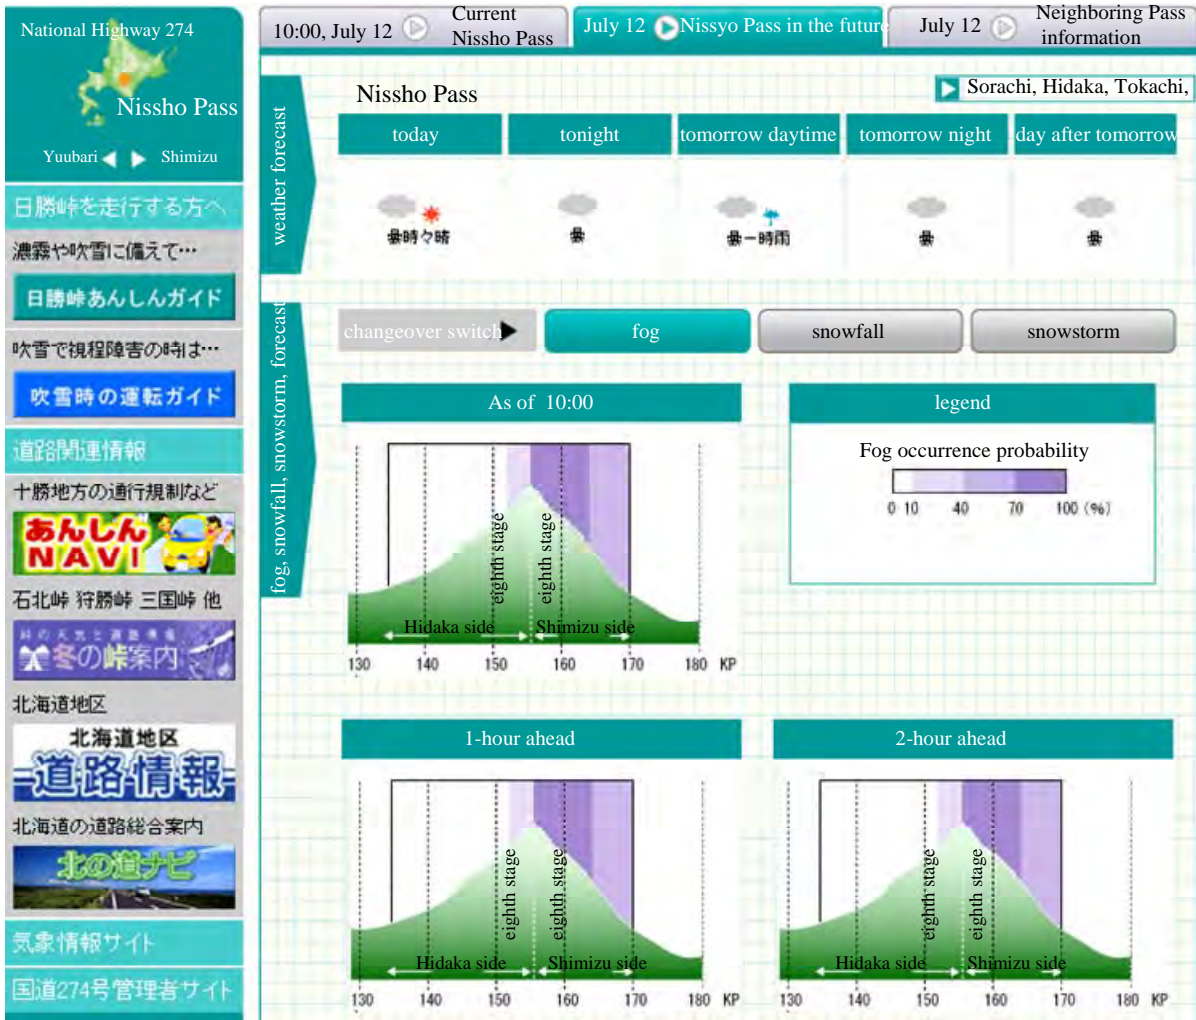 National Highway 274
Nissho Pass
Yuubari
Shimizu
日勝峠を走行する方へ
濃霧や吹雪に備えて…
日勝峠あんしんガイド
吹雪で視程障害の時は…
吹雪時の運転ガイド
道路関連情報
十勝地方の通行規制など
あんしん
NAVI
石北峠 狩勝峠 三国峠 他
峠の天気と道路情報
冬の峠案内
北海道地区
北海道地区
道路情報
北海道の道路総合案内
北の道ナビ
気象情報サイト
国道274号管理者サイト
10:00, July 12
Current
Nissho Pass
July 12
Nissyo Pass in the future
July 12
Neighboring Pass
information
weather forecast
Nissho Pass
Sorachi, Hidaka, Tokachi,
today
tonight
tomorrow daytime
tomorrow night
day after tomorrow
曇時々晴
曇
曇一時雨
曇
曇
fog, snowfall, snowstorm, forecast
changeover switch
fog
snowfall
snowstorm
As of 10:00
eighth stage
eighth stage
Hidaka side
Shimizu side
130 140 150 160 170 180 KP
legend
Fog occurrence probability
0 10 40 70 100 (%)
1-hour ahead
eighth stage
eighth stage
Hidaka side
Shimizu side
130 140 150 160 170 180 KP
2-hour ahead
eighth stage
eighth stage
Hidaka side
Shimizu side
130 140 150 160 170 180 KP